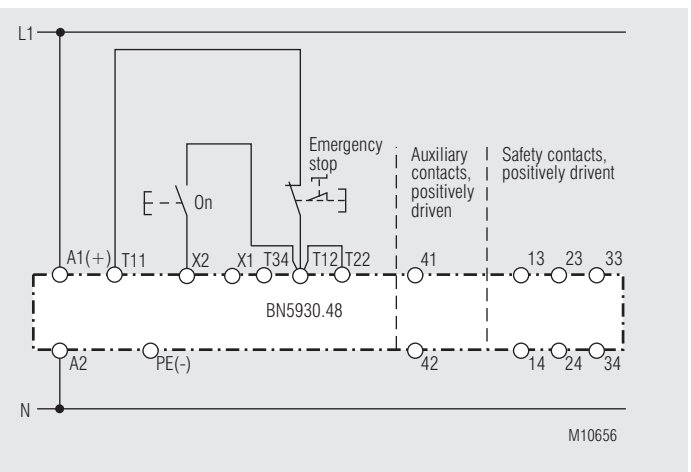 L1
Emergency
stop
Auxiliary
contacts,
positively
driven
Safety contacts,
positively drivent
On
A1(+) T11 X2 X1 T34 T12 T22 41 13 23 33
BN5930.48
A2 PE(-) 42 14 24 34
N
M10656